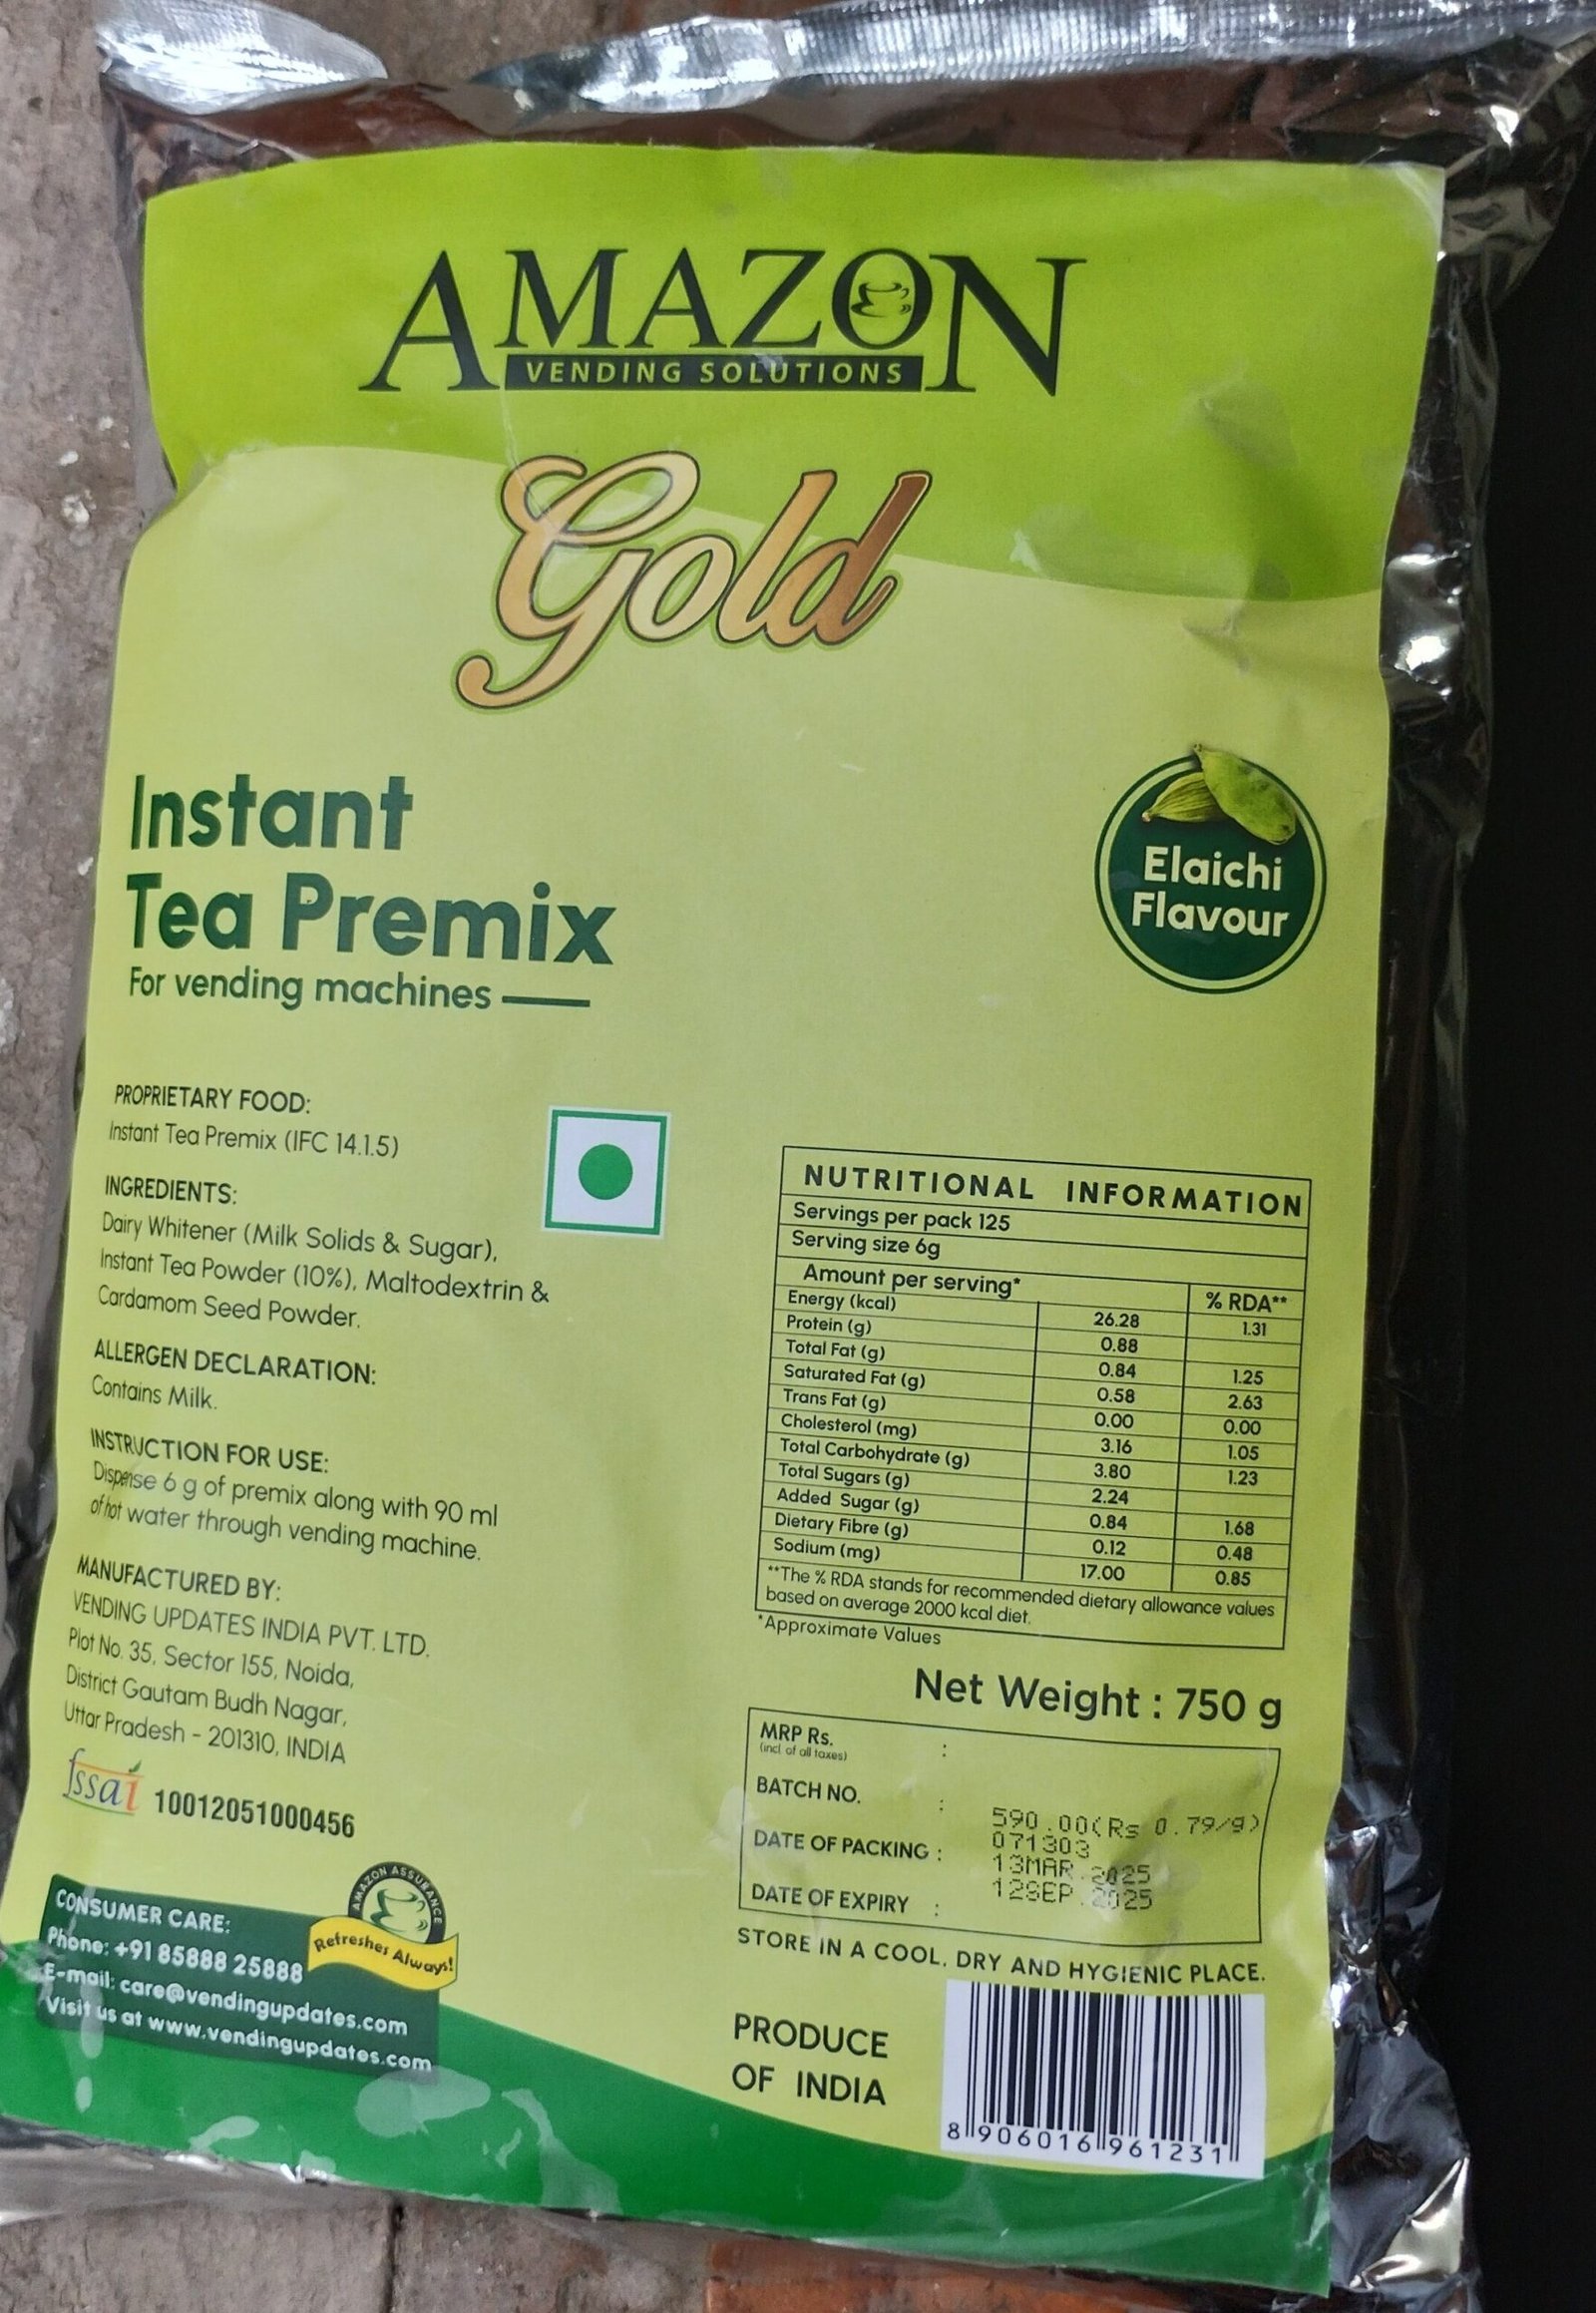 AMAZON
VENDING SOLUTIONS
Gold
Instant
Tea Premix
For vending machines
Elaichi
Flavour
PROPRIETARY FOOD:
Instant Tea Premix (IFC 14.1.5)
INGREDIENTS:
Dairy Whitener (Milk Solids & Sugar),
Instant Tea Powder (10%), Maltodextrin &
Cardamom Seed Powder.
ALLERGEN DECLARATION:
Contains Milk.
INSTRUCTION FOR USE:
Dispense 6 g of premix along with 90 ml
of hot water through vending machine.
MANUFACTURED BY:
VENDING UPDATES INDIA PVT. LTD.
Plot No. 35, Sector 155, Noida,
District Gautam Budh Nagar,
Uttar Pradesh - 201310, INDIA
fssai 10012051000456
CONSUMER CARE:
Phone: +91 85888 25888
E-mail: care@vendingupdates.com
Visit us at www.vendingupdates.com
AMAZON ASSURANCE
Refreshes Always!
NUTRITIONAL INFORMATION
Servings per pack 125
Serving size 6g
Amount per serving* % RDA**
Energy (kcal) 26.28 1.31
Protein (g) 0.88
Total Fat (g) 0.84 1.25
Saturated Fat (g) 0.58 2.63
Trans Fat (g) 0.00 0.00
Cholesterol (mg) 3.16 1.05
Total Carbohydrate (g) 3.80 1.23
Total Sugars (g) 2.24
Added Sugar (g) 0.84 1.68
Dietary Fibre (g) 0.12 0.48
Sodium (mg) 17.00 0.85
**The % RDA stands for recommended dietary allowance values
based on average 2000 kcal diet.
*Approximate Values
Net Weight : 750 g
MRP Rs. :
(incl. of all taxes)
BATCH NO. :
DATE OF PACKING :
DATE OF EXPIRY :
590.00(Rs 0.79/g)
071303
13MAR.2025
12SEP.2025
STORE IN A COOL, DRY AND HYGIENIC PLACE.
PRODUCE
OF INDIA
8 906016 961231